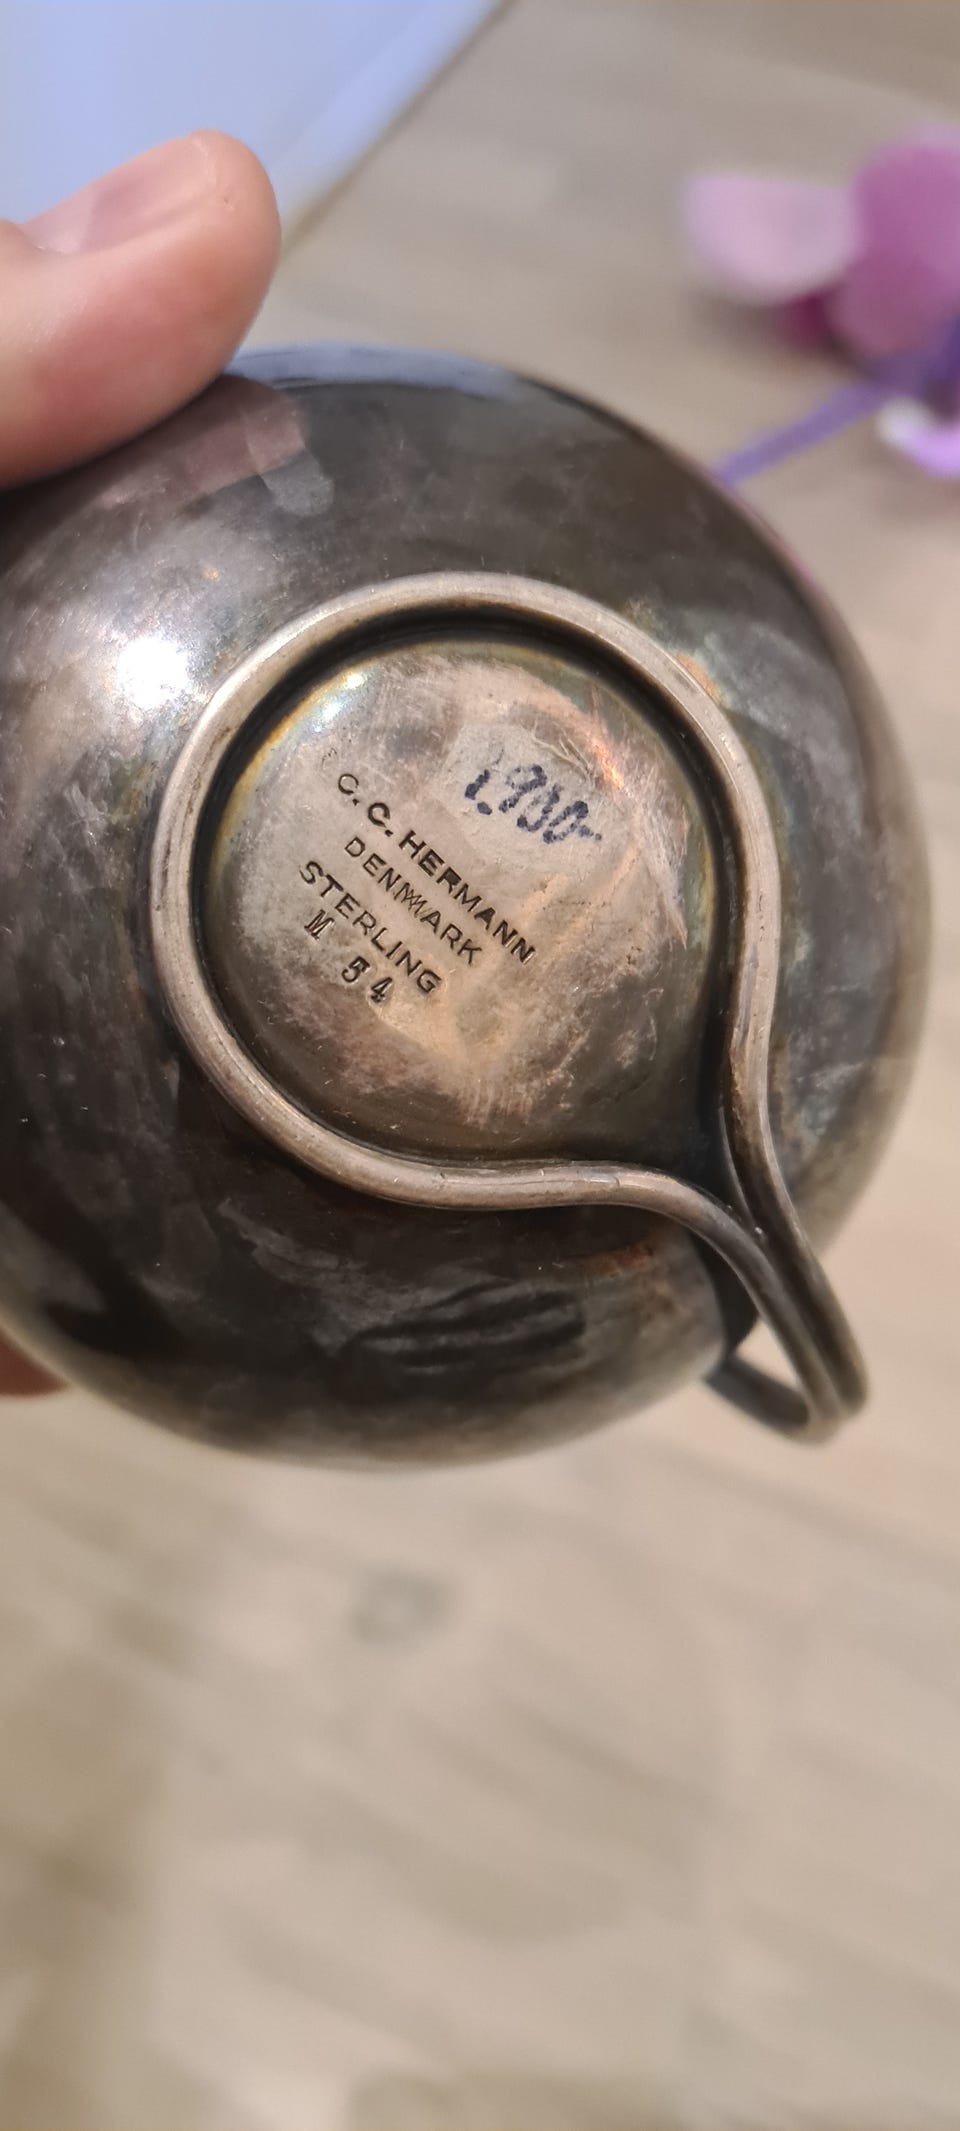 1.900-
C. C. HERMANN
DENMARK
STERLING
M 54